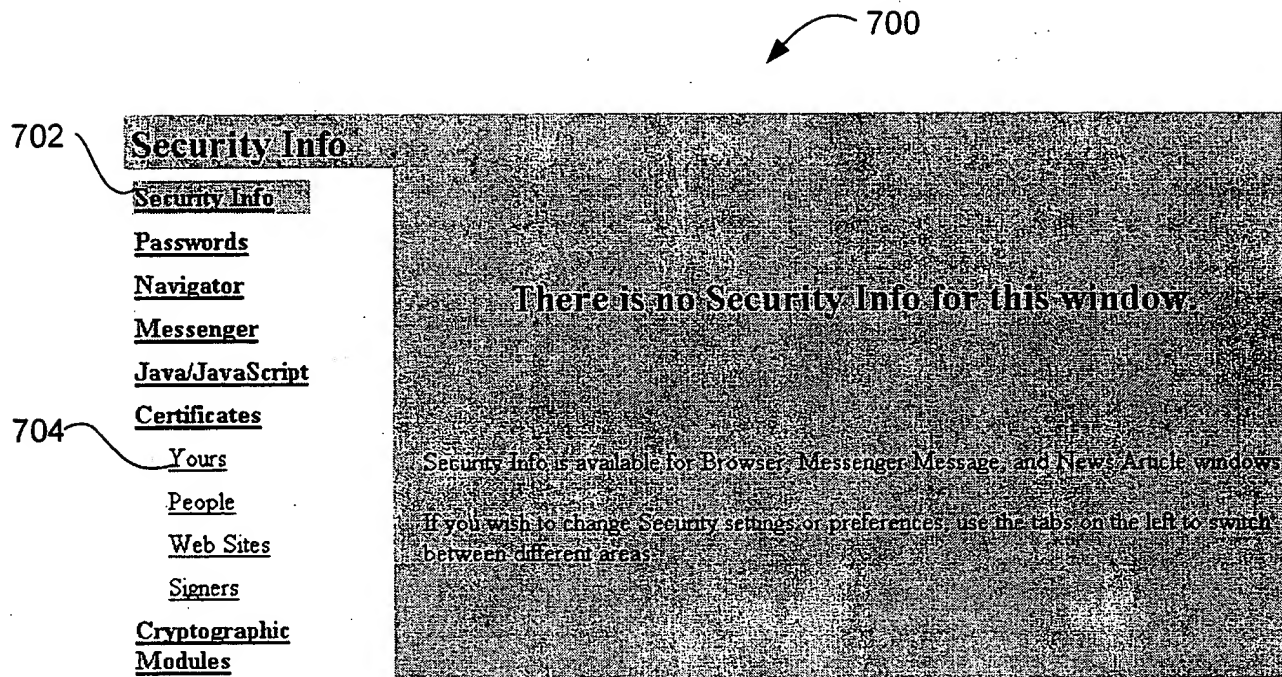 700
702
Security Info
Security Info
Passwords
Navigator
Messenger
Java/JavaScript
Certificates
704
Yours
People
Web Sites
Signers
Cryptographic
Modules
There is no Security Info for this window.
Security Info is available for Browser, Messenger Message, and News Article windows
If you wish to change Security settings or preferences, use the tabs on the left to switch
between different areas